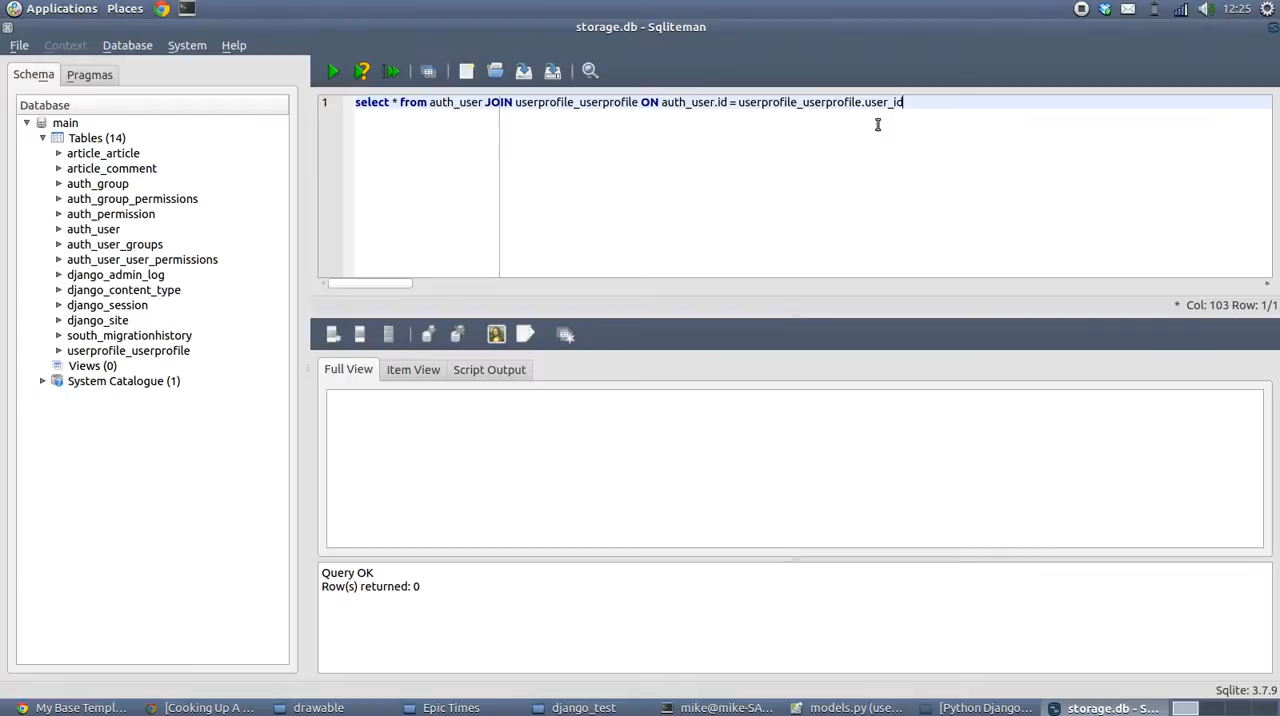 Applications Places 12:25
storage.db - Sqliteman
File Context Database System Help
Schema Pragmas
Database
main
Tables (14)
article_article
article_comment
auth_group
auth_group_permissions
auth_permission
auth_user
auth_user_groups
auth_user_user_permissions
django_admin_log
django_content_type
django_session
django_site
south_migrationhistory
userprofile_userprofile
Views (0)
System Catalogue (1)
1 select * from auth_user JOIN userprofile_userprofile ON auth_user.id = userprofile_userprofile.user_id
* Col: 103 Row: 1/1
Full View Item View Script Output
Query OK
Row(s) returned: 0
Sqlite: 3.7.9
My Base Templ... [Cooking Up A ... drawable Epic Times django_test mike@mike-SA... models.py (use... [Python Django... storage.db - S...